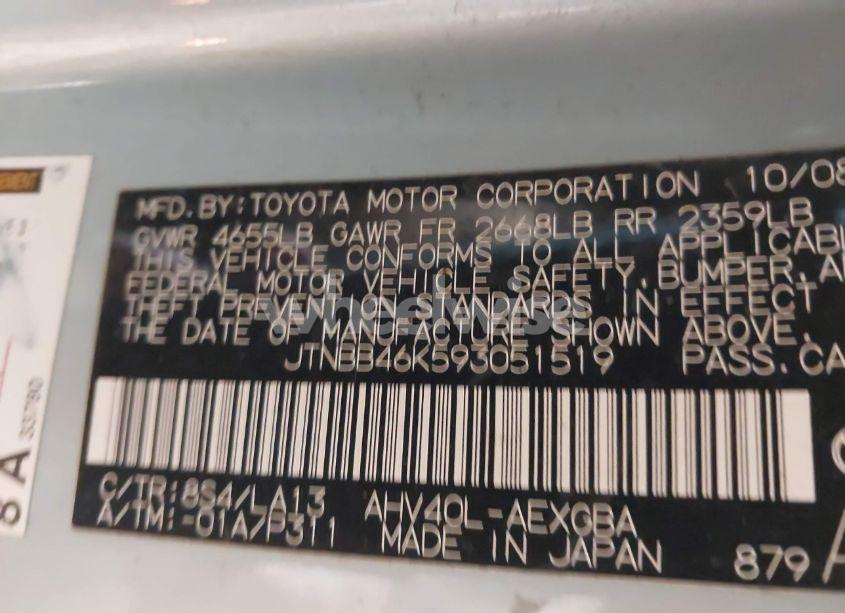 MFD.BY:TOYOTA MOTOR CORPORATION 10/08
GVWR 4655LB GAWR FR 2668LB RR 2359LB
THIS VEHICLE CONFORMS TO ALL APPLICABL
FEDERAL MOTOR VEHICLE SAFETY, BUMPER, A
THEFT PREVENTION STANDARDS IN EFFECT
THE DATE OF MANUFACTURE SHOWN ABOVE.
JTNBB46K593051519 PASS.CA
C/TR:8S4/LA13 AHV40L-AEXGBA
A/TM:-01A/P311 MADE IN JAPAN 879
8 A